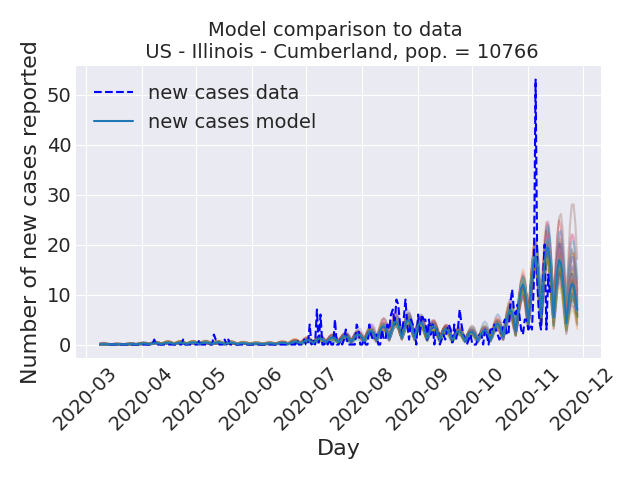 Model comparison to data
US - Illinois - Cumberland, pop. = 10766
Number of new cases reported
50
40
30
20
10
0
new cases data
new cases model
2020-03
2020-04
2020-05
2020-06
2020-07
2020-08
2020-09
2020-10
2020-11
2020-12
Day